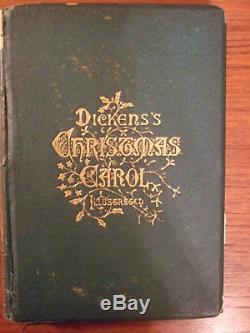 DICKENS'S
CHRISTMAS
CAROL
ILLUSTRATED